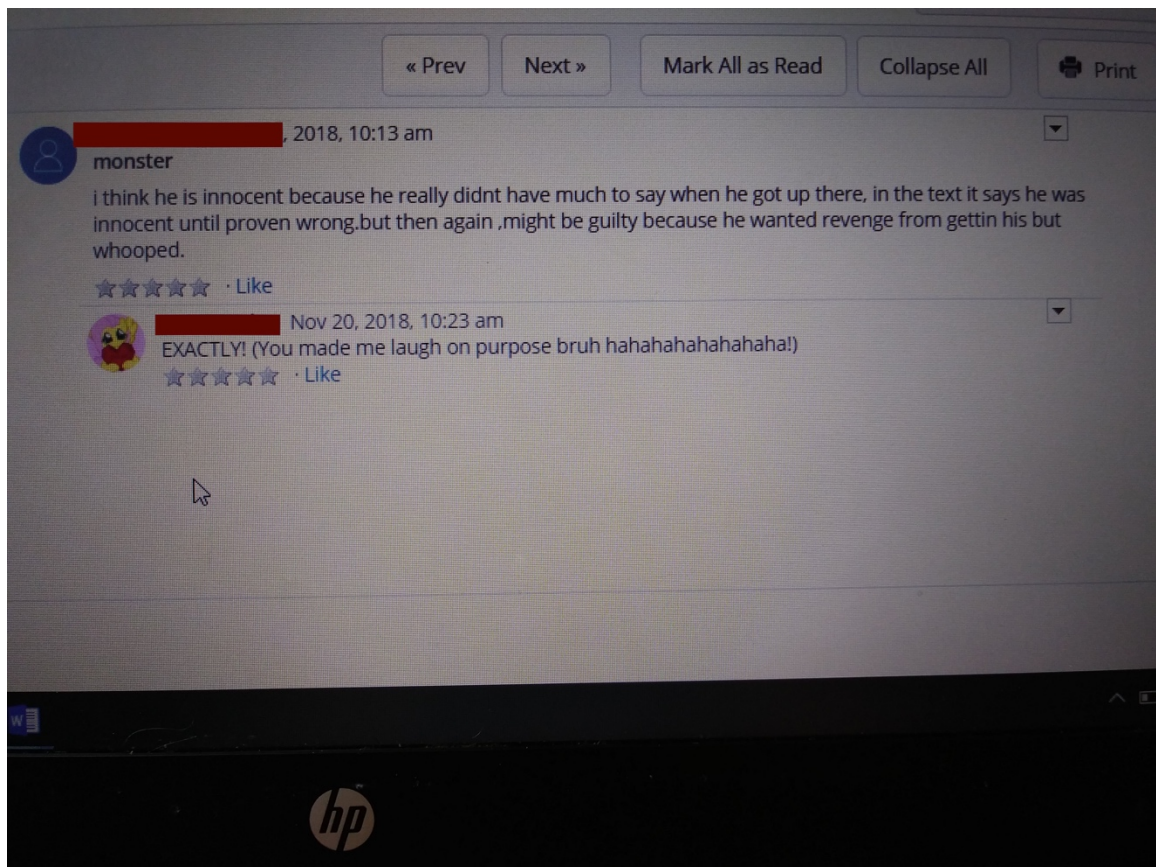 « Prev Next » Mark All as Read Collapse All Print
, 2018, 10:13 am
monster
i think he is innocent because he really didnt have much to say when he got up there, in the text it says he was
innocent until proven wrong.but then again ,might be guilty because he wanted revenge from gettin his but
whooped.
· Like
Nov 20, 2018, 10:23 am
EXACTLY! (You made me laugh on purpose bruh hahahahahahahaha!)
· Like
W
hp